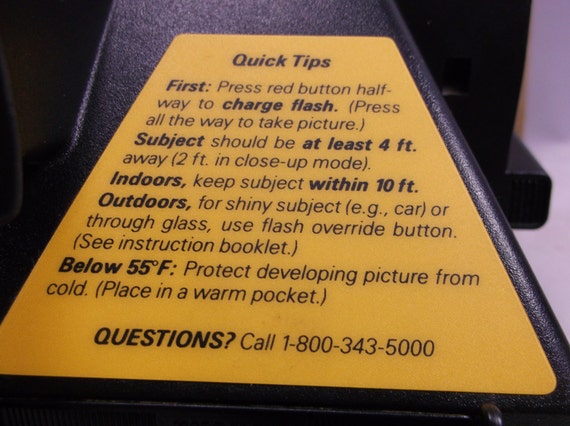 Quick Tips
First: Press red button half-
way to charge flash. (Press
all the way to take picture.)
Subject should be at least 4 ft.
away (2 ft. in close-up mode).
Indoors, keep subject within 10 ft.
Outdoors, for shiny subject (e.g., car) or
through glass, use flash override button.
(See instruction booklet.)
Below 55°F: Protect developing picture from
cold. (Place in a warm pocket.)
QUESTIONS? Call 1-800-343-5000